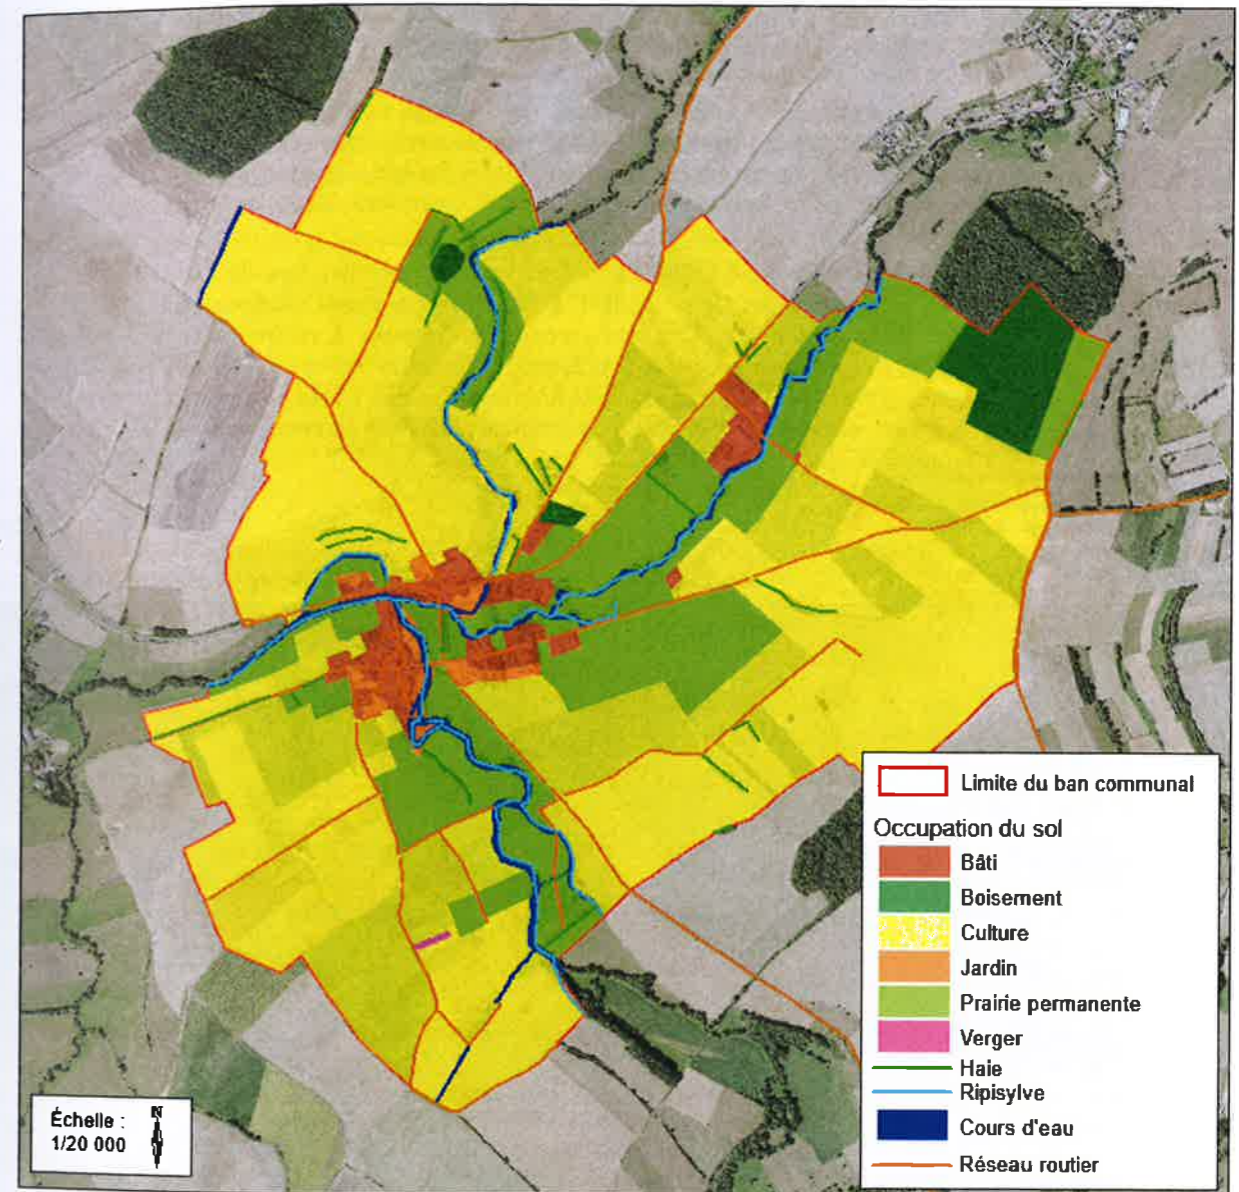 Limite du ban communal
Occupation du sol
Bâti
Boisement
Culture
Jardin
Prairie permanente
Verger
Haie
Ripisylve
Cours d'eau
Réseau routier
Échelle :
1/20 000
N